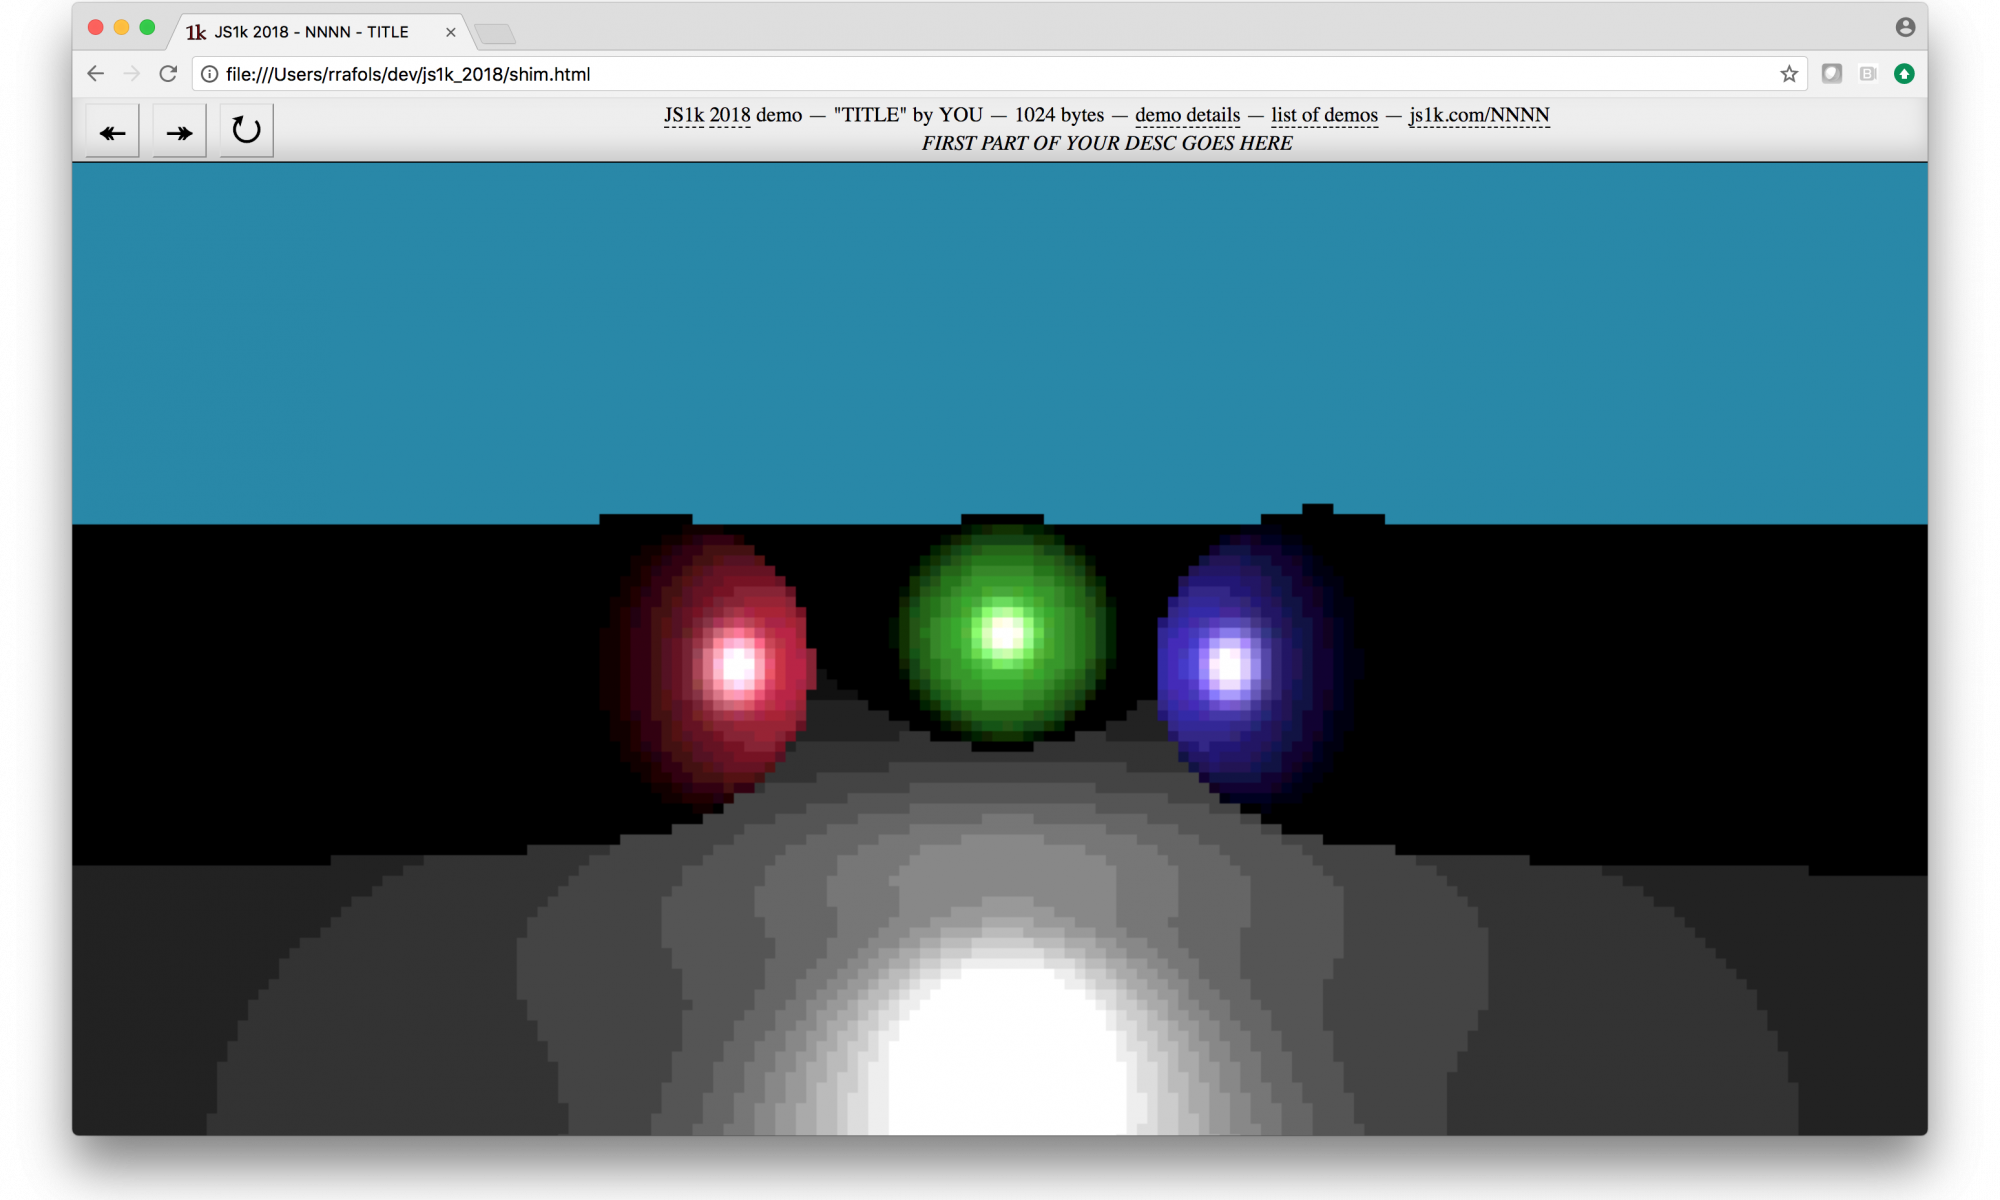 1k JS1k 2018 - NNNN - TITLE
file:///Users/rrafols/dev/js1k_2018/shim.html
JS1k 2018 demo — "TITLE" by YOU — 1024 bytes — demo details — list of demos — js1k.com/NNNN
FIRST PART OF YOUR DESC GOES HERE